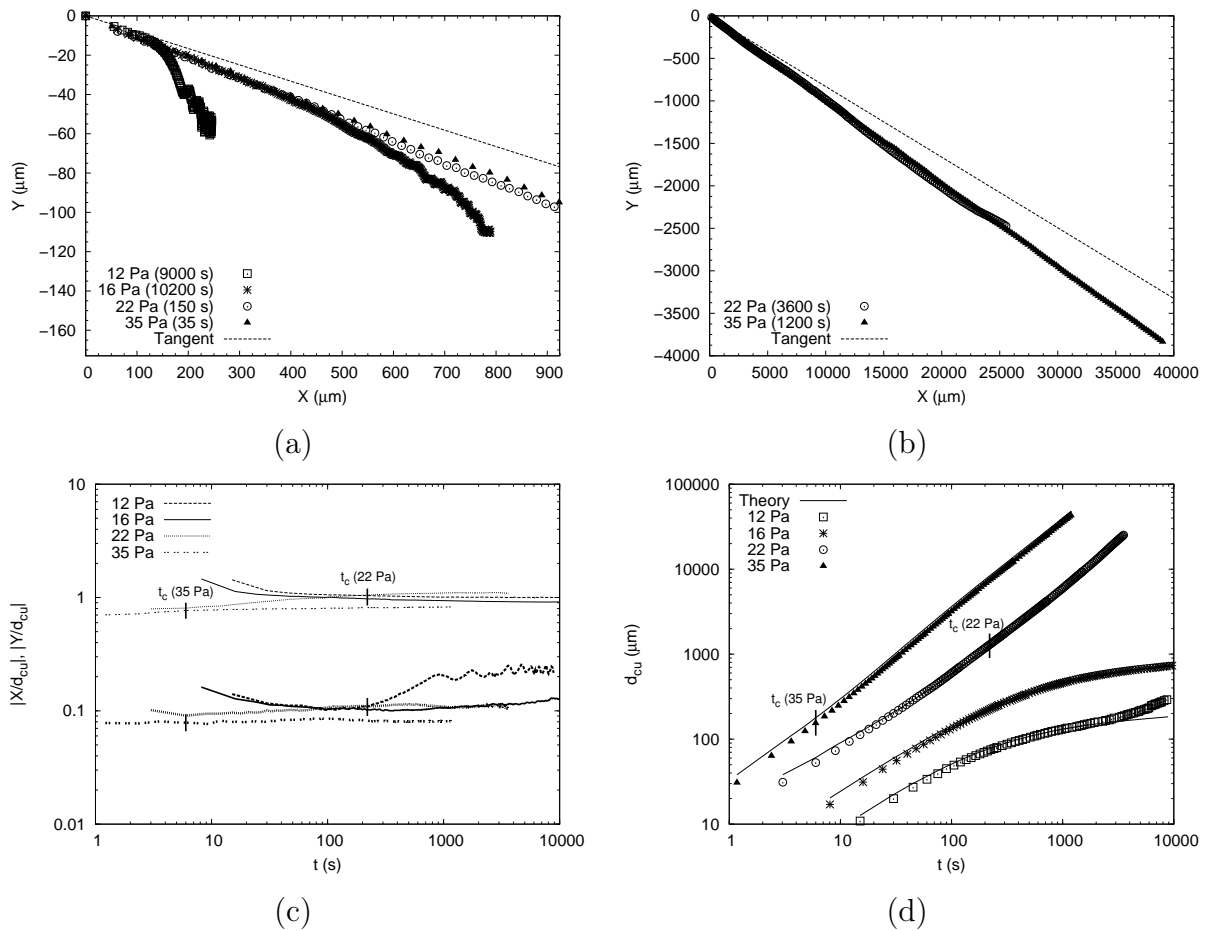 0
−20
−40
−60
−80
−100
−120
−140
−160
Y (μm)
12 Pa (9000 s)
16 Pa (10200 s)
22 Pa (150 s)
35 Pa (35 s)
Tangent
0 100 200 300 400 500 600 700 800 900
X (μm)
(a)
0
−500
−1000
−1500
−2000
−2500
−3000
−3500
−4000
Y (μm)
22 Pa (3600 s)
35 Pa (1200 s)
Tangent
0 5000 10000 15000 20000 25000 30000 35000 40000
X (μm)
(b)
10
1
0.1
0.01
|X/d_cu|, |Y/d_cu|
12 Pa
16 Pa
22 Pa
35 Pa
t_c (35 Pa)
t_c (22 Pa)
1 10 100 1000 10000
t (s)
(c)
100000
10000
1000
100
10
d_cu (μm)
Theory
12 Pa
16 Pa
22 Pa
35 Pa
t_c (22 Pa)
t_c (35 Pa)
1 10 100 1000 10000
t (s)
(d)